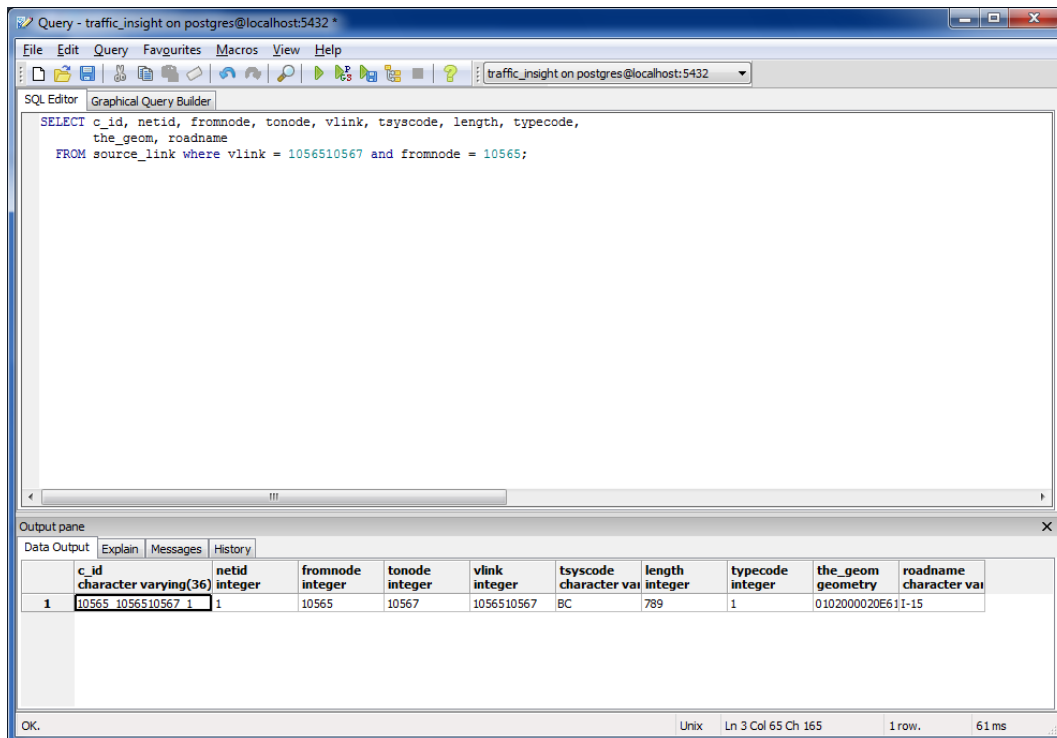 Query - traffic_insight on postgres@localhost:5432 *
File Edit Query Favourites Macros View Help
traffic_insight on postgres@localhost:5432
SQL Editor Graphical Query Builder
SELECT c_id, netid, fromnode, tonode, vlink, tsyscode, length, typecode,
the_geom, roadname
FROM source_link where vlink = 1056510567 and fromnode = 10565;
Output pane
Data Output Explain Messages History
c_id netid fromnode tonode vlink tsyscode length typecode the_geom roadname
character varying(36) integer integer integer integer character var integer integer geometry character var
1 10565_1056510567_1 1 10565 10567 1056510567 BC 789 1 0102000020E61 I-15
OK. Unix Ln 3 Col 65 Ch 165 1 row. 61 ms